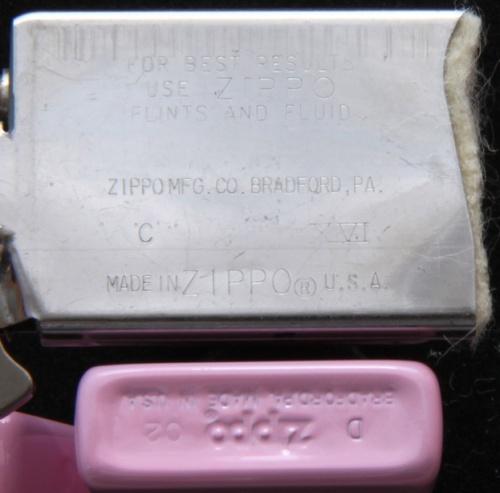 FOR BEST RESULTS
USE ZIPPO
FLINTS AND FLUID
ZIPPO MFG. CO. BRADFORD, PA.
C XVI
MADE IN ZIPPO ® U.S.A.
D Zippo 02
BRADFORD.PA. MADE IN U.S.A